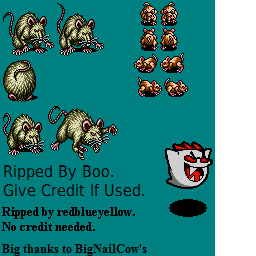 Ripped By Boo.
Give Credit If Used.
Ripped by redblueyellow.
No credit needed.
Big thanks to BigNailCow's